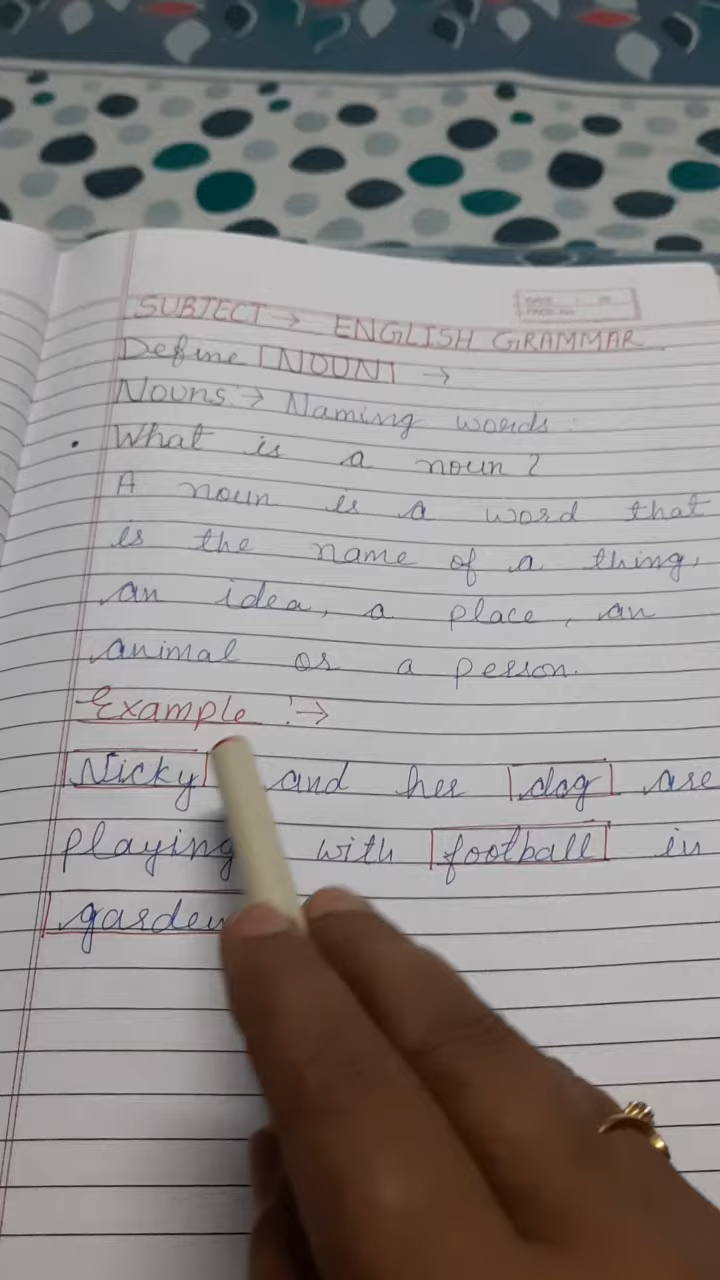 SUBJECT → ENGLISH GRAMMAR
Define NOUN →
Nouns → Naming words :
• What is a noun ?
A noun is a word that
is the name of a thing,
an idea, a place, an
animal or a person.
Example :→
Nicky and her dog are
playing with football in
garden